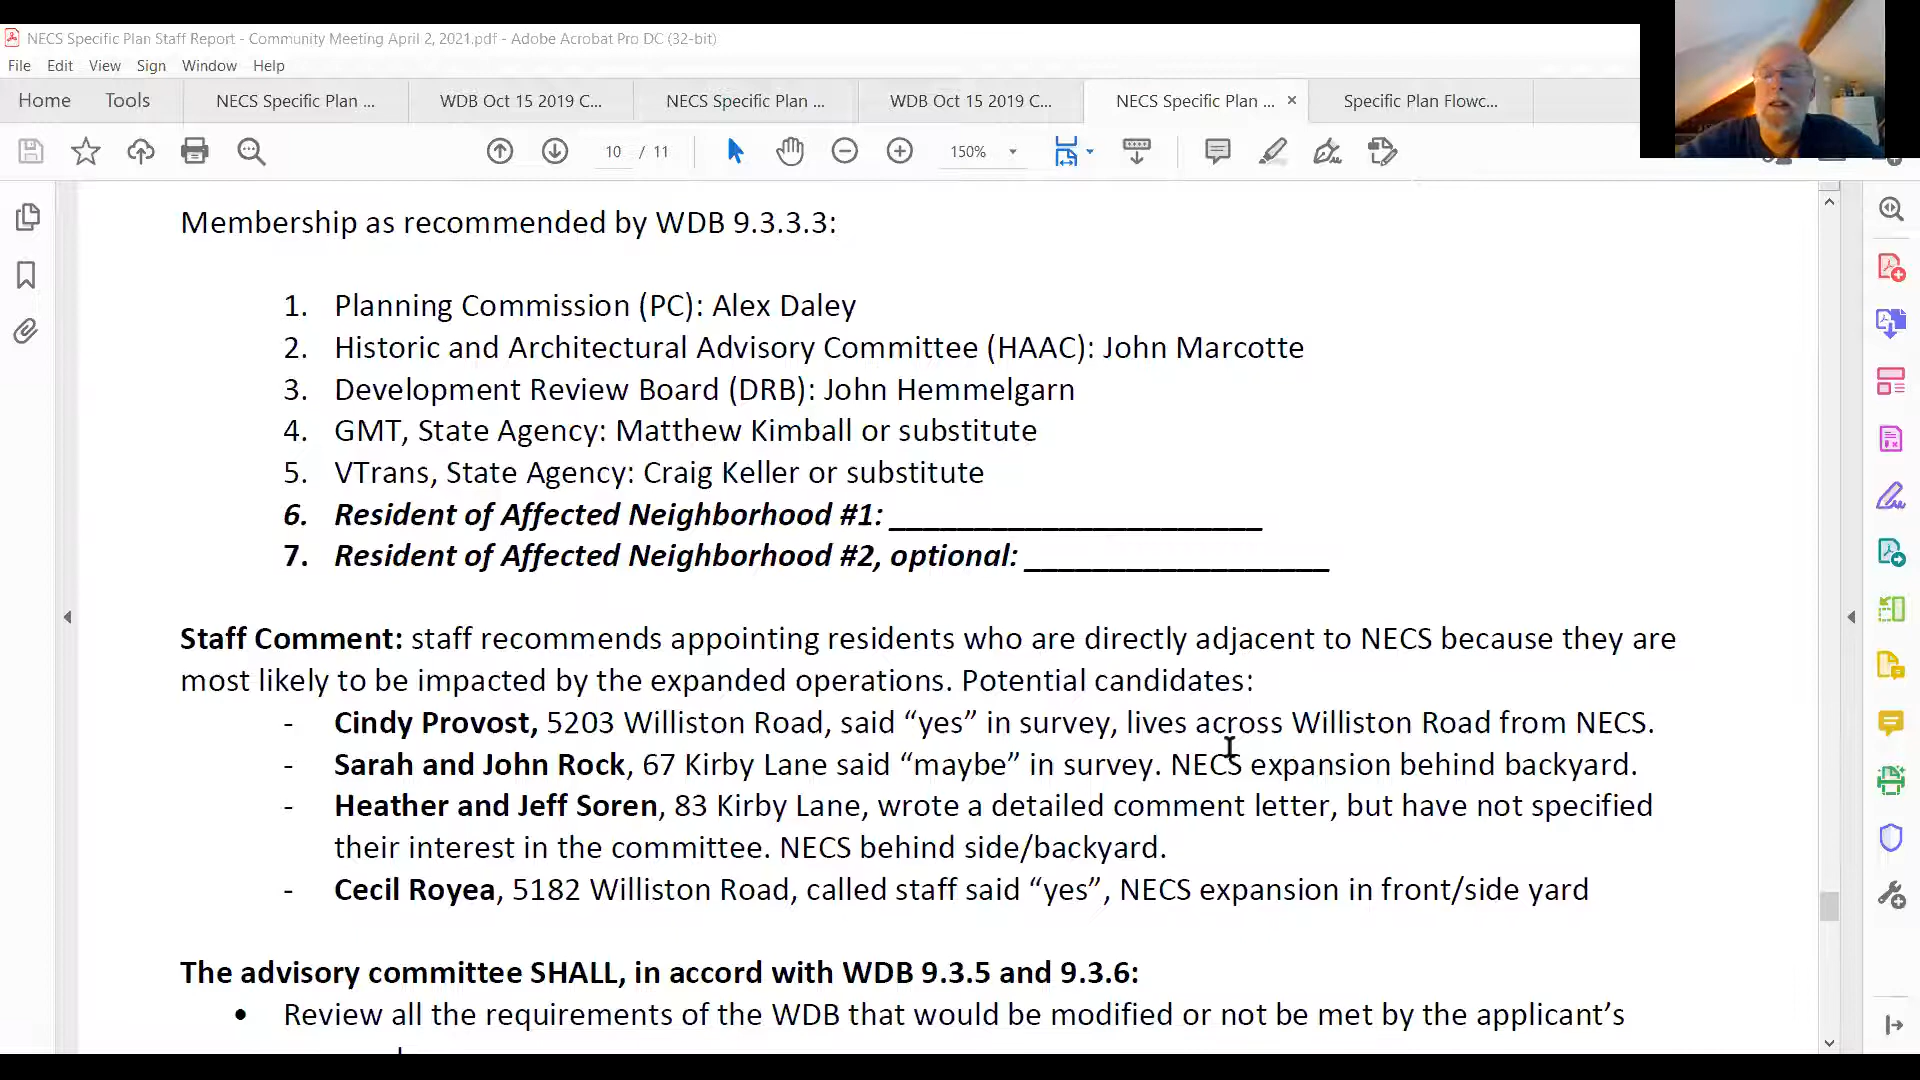 NECS Specific Plan Staff Report - Community Meeting April 2, 2021.pdf - Adobe Acrobat Pro DC (32-bit)
File Edit View Sign Window Help
Home Tools NECS Specific Plan ... WDB Oct 15 2019 C... NECS Specific Plan ... WDB Oct 15 2019 C... NECS Specific Plan ... × Specific Plan Flowc...
10 / 11 150%
Membership as recommended by WDB 9.3.3.3:
1. Planning Commission (PC): Alex Daley
2. Historic and Architectural Advisory Committee (HAAC): John Marcotte
3. Development Review Board (DRB): John Hemmelgarn
4. GMT, State Agency: Matthew Kimball or substitute
5. VTrans, State Agency: Craig Keller or substitute
6. Resident of Affected Neighborhood #1: ______________________
7. Resident of Affected Neighborhood #2, optional: __________________
Staff Comment: staff recommends appointing residents who are directly adjacent to NECS because they are
most likely to be impacted by the expanded operations. Potential candidates:
- Cindy Provost, 5203 Williston Road, said “yes” in survey, lives across Williston Road from NECS.
- Sarah and John Rock, 67 Kirby Lane said “maybe” in survey. NECS expansion behind backyard.
- Heather and Jeff Soren, 83 Kirby Lane, wrote a detailed comment letter, but have not specified
their interest in the committee. NECS behind side/backyard.
- Cecil Royea, 5182 Williston Road, called staff said “yes”, NECS expansion in front/side yard
The advisory committee SHALL, in accord with WDB 9.3.5 and 9.3.6:
• Review all the requirements of the WDB that would be modified or not be met by the applicant’s